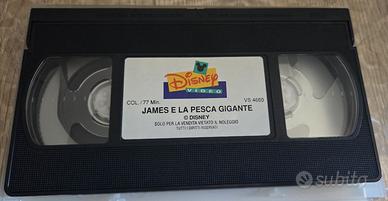 Disney
VIDEO
COL./77 Min.
VS 4660
JAMES E LA PESCA GIGANTE
© DISNEY
SOLO PER LA VENDITA VIETATO IL NOLEGGIO
TUTTI I DIRITTI RISERVATI
subito